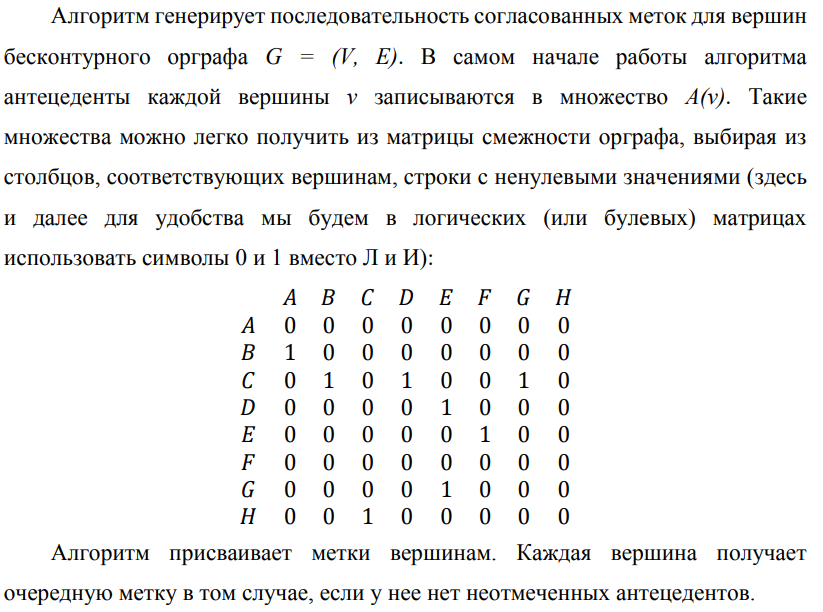 Алгоритм генерирует последовательность согласованных меток для вершин
бесконтурного орграфа G = (V, E). В самом начале работы алгоритма
антецеденты каждой вершины v записываются в множество A(v). Такие
множества можно легко получить из матрицы смежности орграфа, выбирая из
столбцов, соответствующих вершинам, строки с ненулевыми значениями (здесь
и далее для удобства мы будем в логических (или булевых) матрицах
использовать символы 0 и 1 вместо Л и И):
A B C D E F G H
A 0 0 0 0 0 0 0 0
B 1 0 0 0 0 0 0 0
C 0 1 0 1 0 0 1 0
D 0 0 0 0 1 0 0 0
E 0 0 0 0 0 1 0 0
F 0 0 0 0 0 0 0 0
G 0 0 0 0 1 0 0 0
H 0 0 1 0 0 0 0 0
Алгоритм присваивает метки вершинам. Каждая вершина получает
очередную метку в том случае, если у нее нет неотмеченных антецедентов.